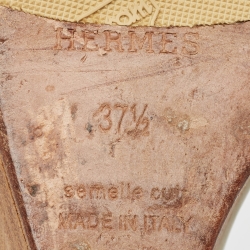 HERMES
37½
semelle cuir
MADE IN ITALY